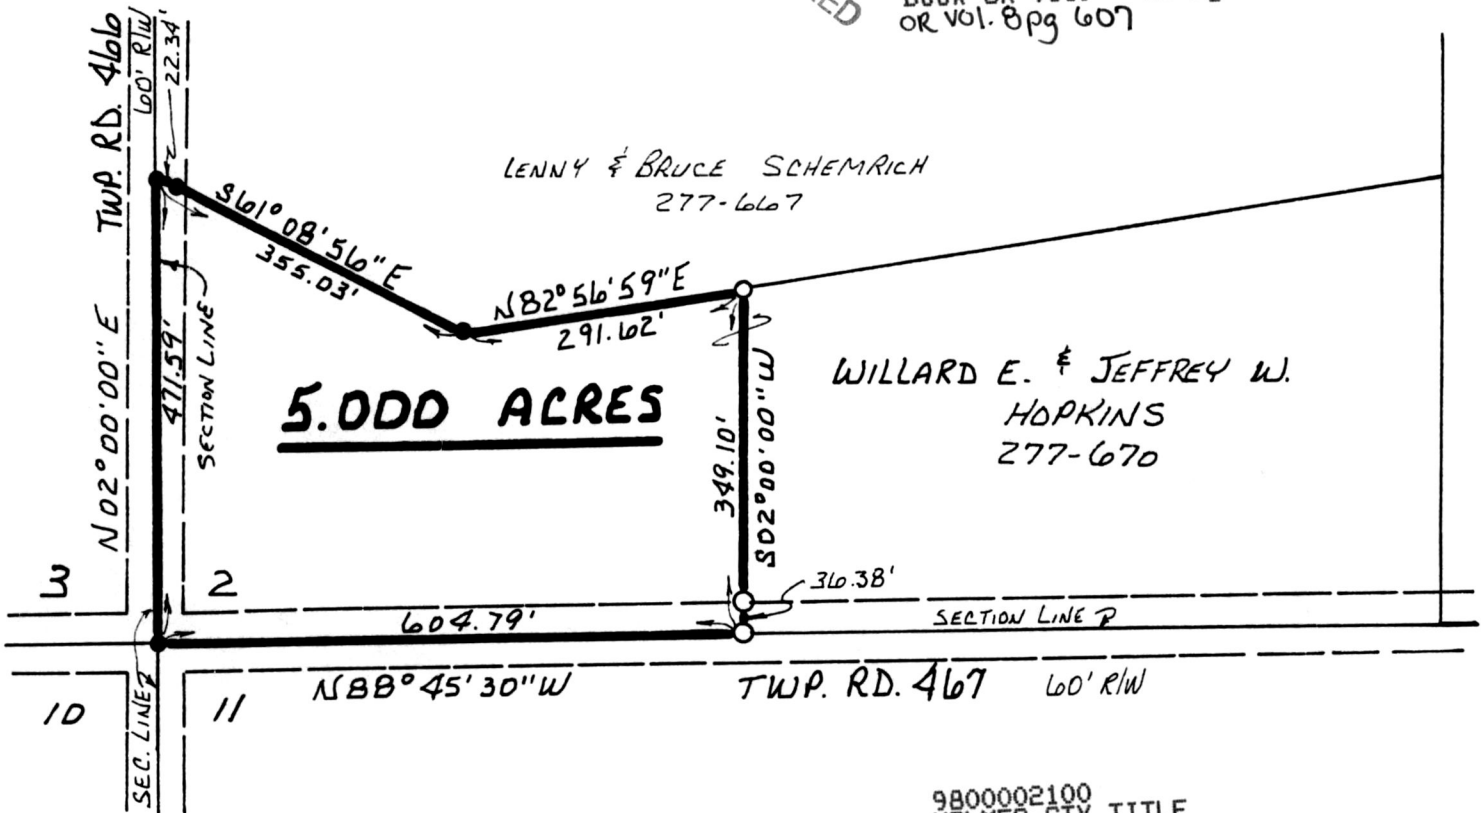 OR VOL. 8 pg 607
TWP. RD. 466
60' R/W
22.34'
LENNY & BRUCE SCHEMRICH
277-667
S61°08'56"E
355.03'
N82°56'59"E
291.62'
N02°00'00"E
471.59'
SECTION LINE
5.000 ACRES
349.10'
S02°00'00"W
WILLARD E. & JEFFREY W.
HOPKINS
277-670
3
2
36.38'
604.79'
SECTION LINE
N88°45'30"W
TWP. RD. 467
60' R/W
10
11
SEC. LINE
9800002100
TITLE